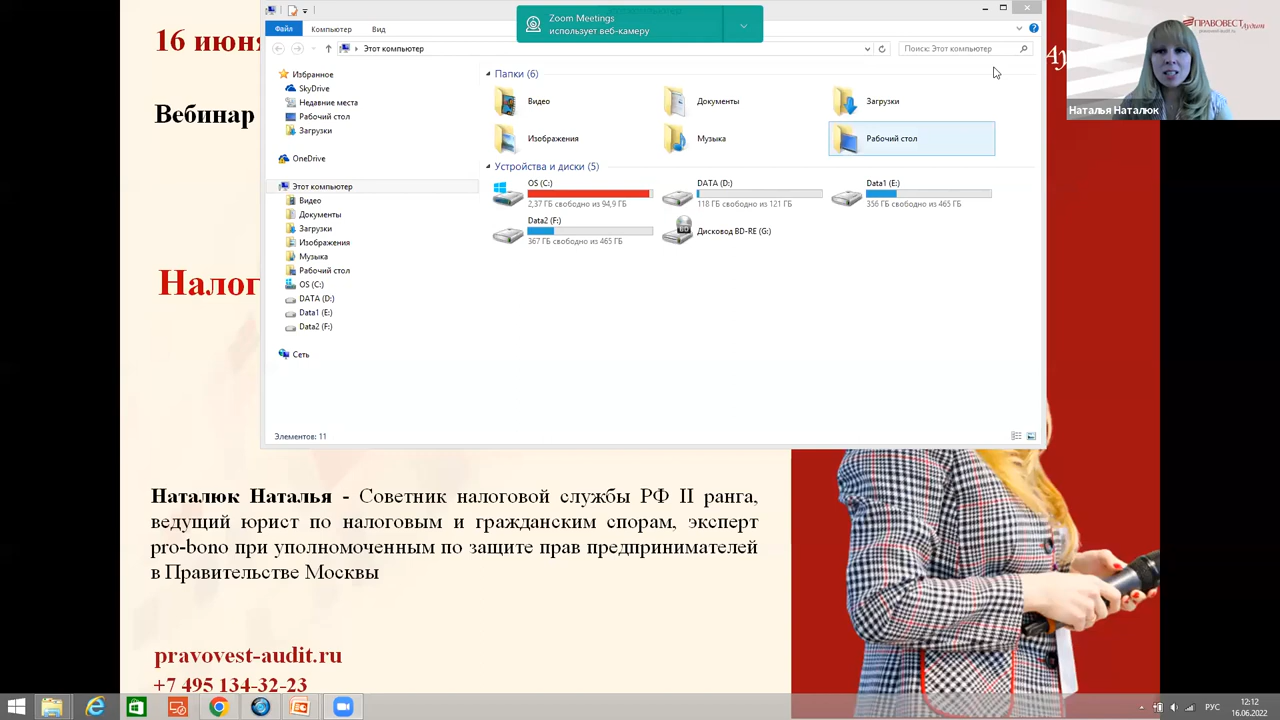 16 июня
Вебинар
Налог
Zoom Meetings
использует веб-камеру
Файл
Компьютер
Вид
Этот компьютер
Поиск: Этот компьютер
Избранное
SkyDrive
Недавние места
Рабочий стол
Загрузки
OneDrive
Этот компьютер
Видео
Документы
Загрузки
Изображения
Музыка
Рабочий стол
OS (C:)
DATA (D:)
Data1 (E:)
Data2 (F:)
Сеть
Папки (6)
Видео
Документы
Загрузки
Изображения
Музыка
Рабочий стол
Устройства и диски (5)
OS (C:)
2,37 ГБ свободно из 94,9 ГБ
DATA (D:)
118 ГБ свободно из 121 ГБ
Data1 (E:)
356 ГБ свободно из 465 ГБ
Data2 (F:)
367 ГБ свободно из 465 ГБ
Дисковод BD-RE (G:)
Элементов: 11
ПРАВОВЕСТ Аудит
pravovest-audit.ru
Наталья Наталюк
Наталюк Наталья - Советник налоговой службы РФ II ранга,
ведущий юрист по налоговым и гражданским спорам, эксперт
pro-bono при уполномоченным по защите прав предпринимателей
в Правительстве Москвы
pravovest-audit.ru
+7 495 134-32-23
РУС
12:12
16.06.2022